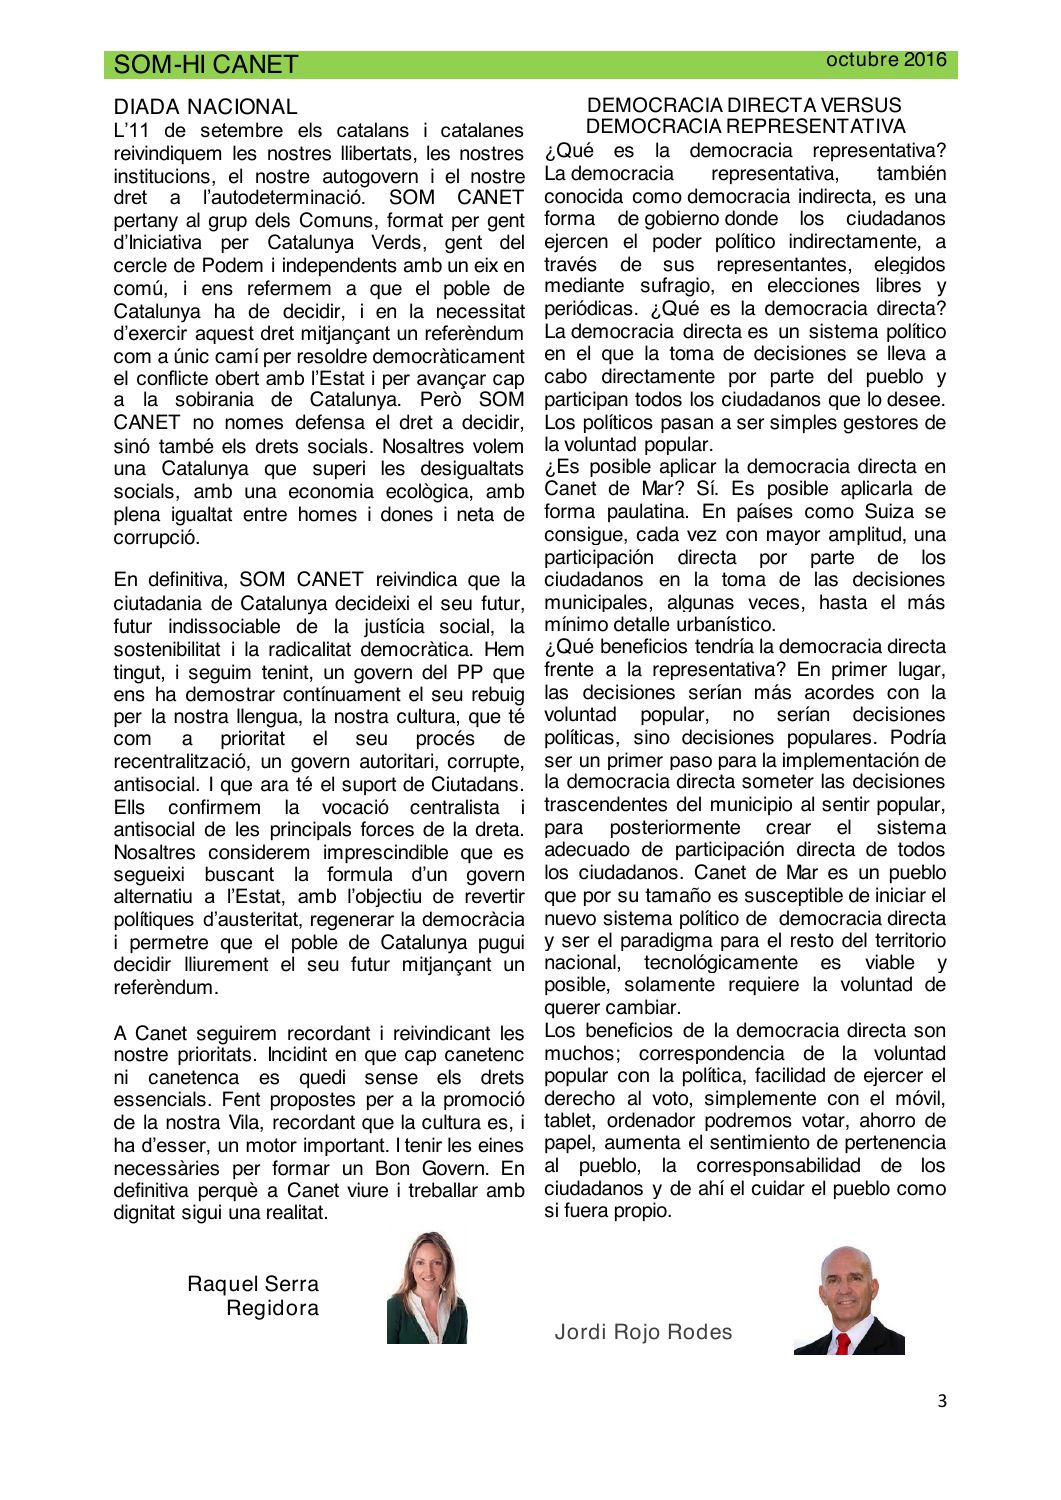 SOM-HI CANET
octubre 2016
DIADA NACIONAL
L’11 de setembre els catalans i catalanes
reivindiquem les nostres llibertats, les nostres
institucions, el nostre autogovern i el nostre
dret a l’autodeterminació. SOM CANET
pertany al grup dels Comuns, format per gent
d’Iniciativa per Catalunya Verds, gent del
cercle de Podem i independents amb un eix en
comú, i ens refermem a que el poble de
Catalunya ha de decidir, i en la necessitat
d’exercir aquest dret mitjançant un referèndum
com a únic camí per resoldre democràticament
el conflicte obert amb l’Estat i per avançar cap
a la sobirania de Catalunya. Però SOM
CANET no nomes defensa el dret a decidir,
sinó també els drets socials. Nosaltres volem
una Catalunya que superi les desigualtats
socials, amb una economia ecològica, amb
plena igualtat entre homes i dones i neta de
corrupció.
En definitiva, SOM CANET reivindica que la
ciutadania de Catalunya decideixi el seu futur,
futur indissociable de la justícia social, la
sostenibilitat i la radicalitat democràtica. Hem
tingut, i seguim tenint, un govern del PP que
ens ha demostrar contínuament el seu rebuig
per la nostra llengua, la nostra cultura, que té
com a prioritat el seu procés de
recentralització, un govern autoritari, corrupte,
antisocial. I que ara té el suport de Ciutadans.
Ells confirmem la vocació centralista i
antisocial de les principals forces de la dreta.
Nosaltres considerem imprescindible que es
segueixi buscant la formula d’un govern
alternatiu a l’Estat, amb l’objectiu de revertir
polítiques d’austeritat, regenerar la democràcia
i permetre que el poble de Catalunya pugui
decidir lliurement el seu futur mitjançant un
referèndum.
A Canet seguirem recordant i reivindicant les
nostre prioritats. Incidint en que cap canetenc
ni canetenca es quedi sense els drets
essencials. Fent propostes per a la promoció
de la nostra Vila, recordant que la cultura es, i
ha d’esser, un motor important. I tenir les eines
necessàries per formar un Bon Govern. En
definitiva perquè a Canet viure i treballar amb
dignitat sigui una realitat.
Raquel Serra
Regidora
DEMOCRACIA DIRECTA VERSUS
DEMOCRACIA REPRESENTATIVA
¿Qué es la democracia representativa?
La democracia representativa, también
conocida como democracia indirecta, es una
forma de gobierno donde los ciudadanos
ejercen el poder político indirectamente, a
través de sus representantes, elegidos
mediante sufragio, en elecciones libres y
periódicas. ¿Qué es la democracia directa?
La democracia directa es un sistema político
en el que la toma de decisiones se lleva a
cabo directamente por parte del pueblo y
participan todos los ciudadanos que lo desee.
Los políticos pasan a ser simples gestores de
la voluntad popular.
¿Es posible aplicar la democracia directa en
Canet de Mar? Sí. Es posible aplicarla de
forma paulatina. En países como Suiza se
consigue, cada vez con mayor amplitud, una
participación directa por parte de los
ciudadanos en la toma de las decisiones
municipales, algunas veces, hasta el más
mínimo detalle urbanístico.
¿Qué beneficios tendría la democracia directa
frente a la representativa? En primer lugar,
las decisiones serían más acordes con la
voluntad popular, no serían decisiones
políticas, sino decisiones populares. Podría
ser un primer paso para la implementación de
la democracia directa someter las decisiones
trascendentes del municipio al sentir popular,
para posteriormente crear el sistema
adecuado de participación directa de todos
los ciudadanos. Canet de Mar es un pueblo
que por su tamaño es susceptible de iniciar el
nuevo sistema político de democracia directa
y ser el paradigma para el resto del territorio
nacional, tecnológicamente es viable y
posible, solamente requiere la voluntad de
querer cambiar.
Los beneficios de la democracia directa son
muchos; correspondencia de la voluntad
popular con la política, facilidad de ejercer el
derecho al voto, simplemente con el móvil,
tablet, ordenador podremos votar, ahorro de
papel, aumenta el sentimiento de pertenencia
al pueblo, la corresponsabilidad de los
ciudadanos y de ahí el cuidar el pueblo como
si fuera propio.
Jordi Rojo Rodes
3